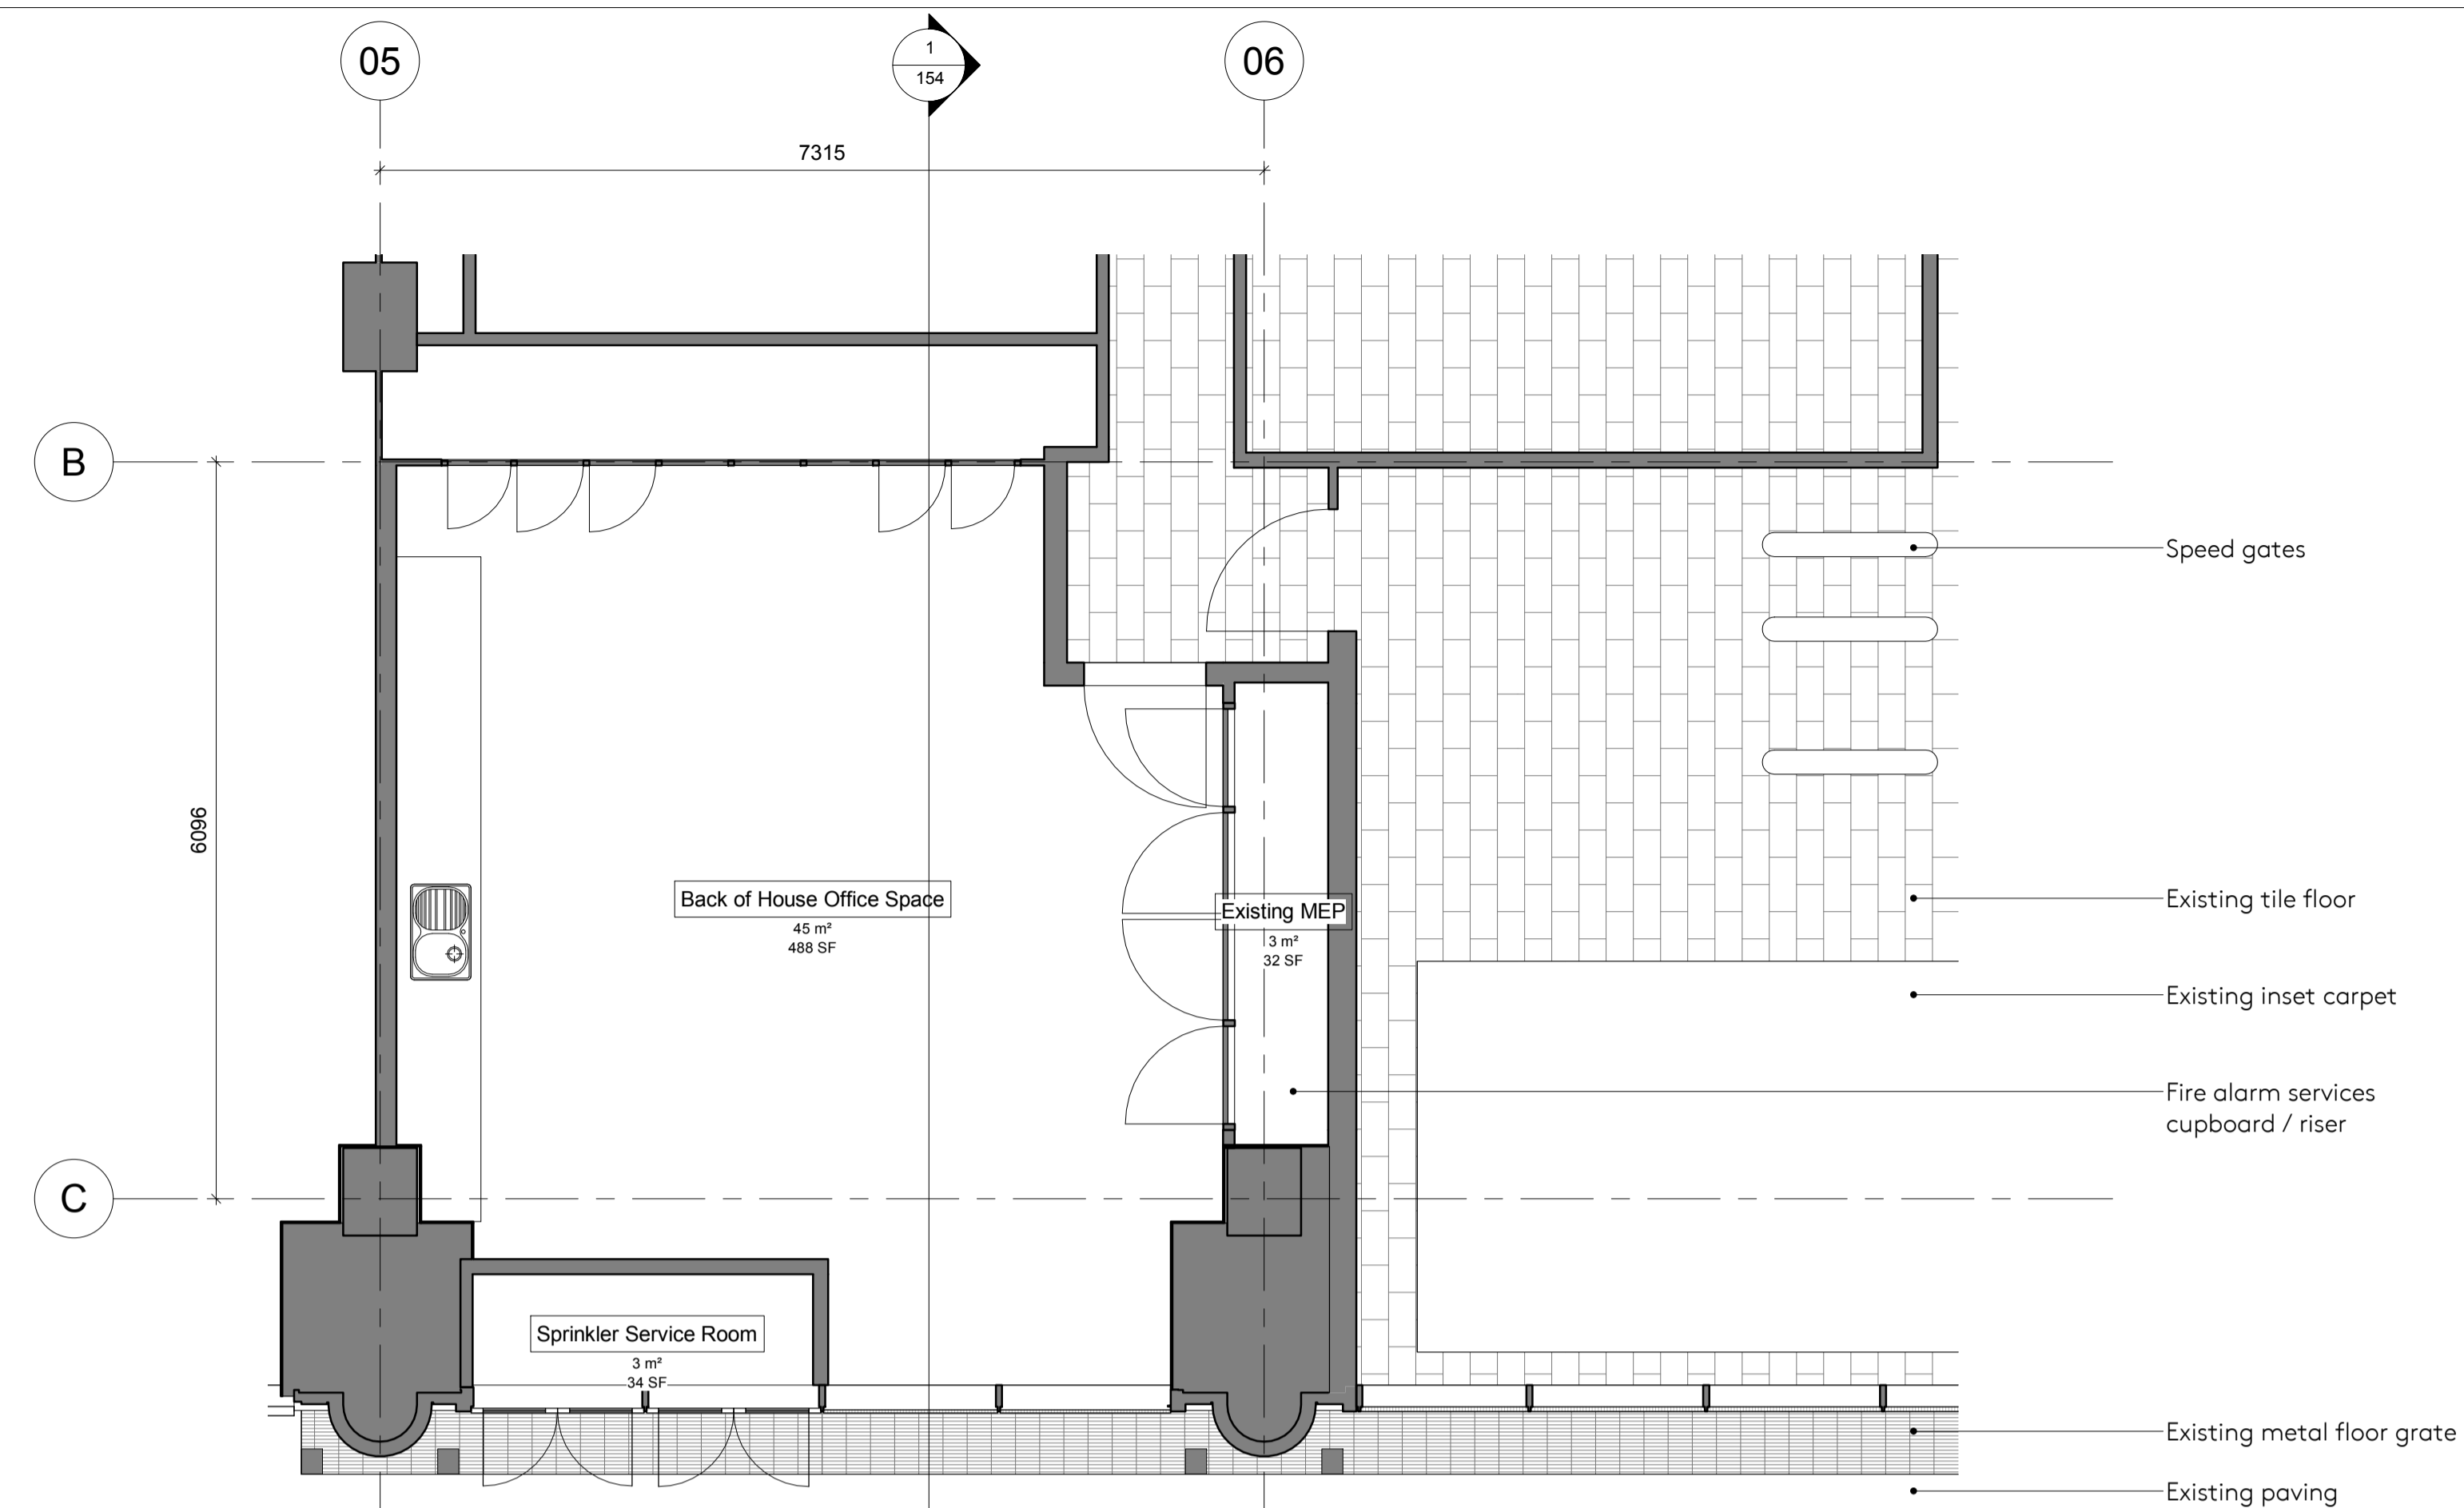 05
1
154
06
7315
B
Speed gates
6096
Back of House Office Space
45 m²
488 SF
Existing MEP
3 m²
32 SF
Existing tile floor
Existing inset carpet
Fire alarm services
cupboard / riser
C
Sprinkler Service Room
3 m²
34 SF
Existing metal floor grate
Existing paving